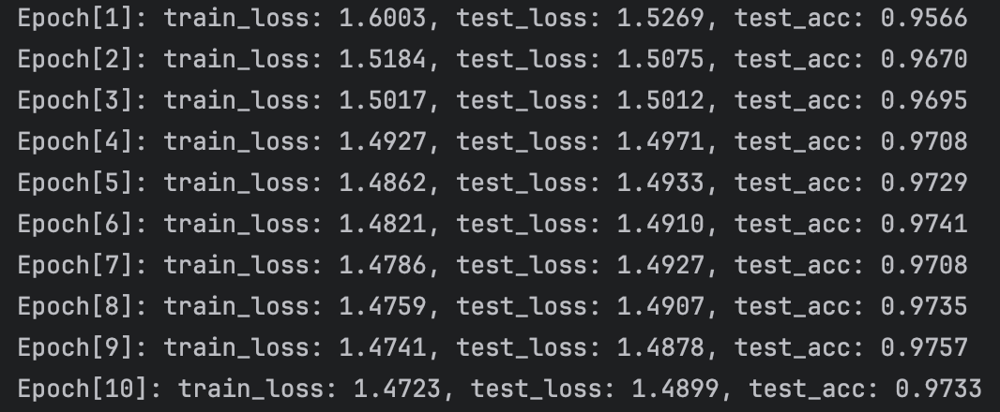 Epoch[1]: train_loss: 1.6003, test_loss: 1.5269, test_acc: 0.9566
Epoch[2]: train_loss: 1.5184, test_loss: 1.5075, test_acc: 0.9670
Epoch[3]: train_loss: 1.5017, test_loss: 1.5012, test_acc: 0.9695
Epoch[4]: train_loss: 1.4927, test_loss: 1.4971, test_acc: 0.9708
Epoch[5]: train_loss: 1.4862, test_loss: 1.4933, test_acc: 0.9729
Epoch[6]: train_loss: 1.4821, test_loss: 1.4910, test_acc: 0.9741
Epoch[7]: train_loss: 1.4786, test_loss: 1.4927, test_acc: 0.9708
Epoch[8]: train_loss: 1.4759, test_loss: 1.4907, test_acc: 0.9735
Epoch[9]: train_loss: 1.4741, test_loss: 1.4878, test_acc: 0.9757
Epoch[10]: train_loss: 1.4723, test_loss: 1.4899, test_acc: 0.9733